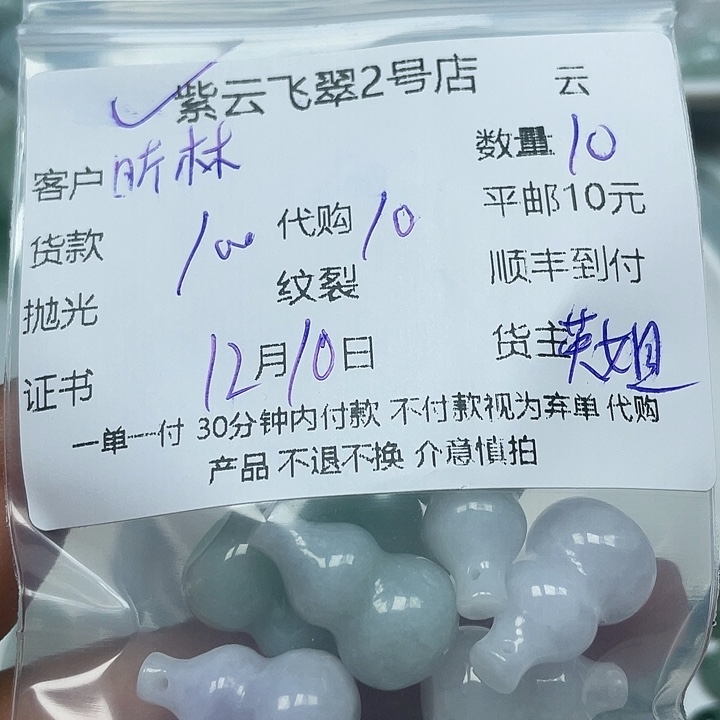 紫云飞翠2号店 云
客户 昕林 数量 10
货款 100 代购 10 平邮10元
抛光 纹裂 顺丰到付
证书 12月10日 货主 英姐
一单一付 30分钟内付款 不付款视为弃单 代购
产品 不退不换 介意慎拍